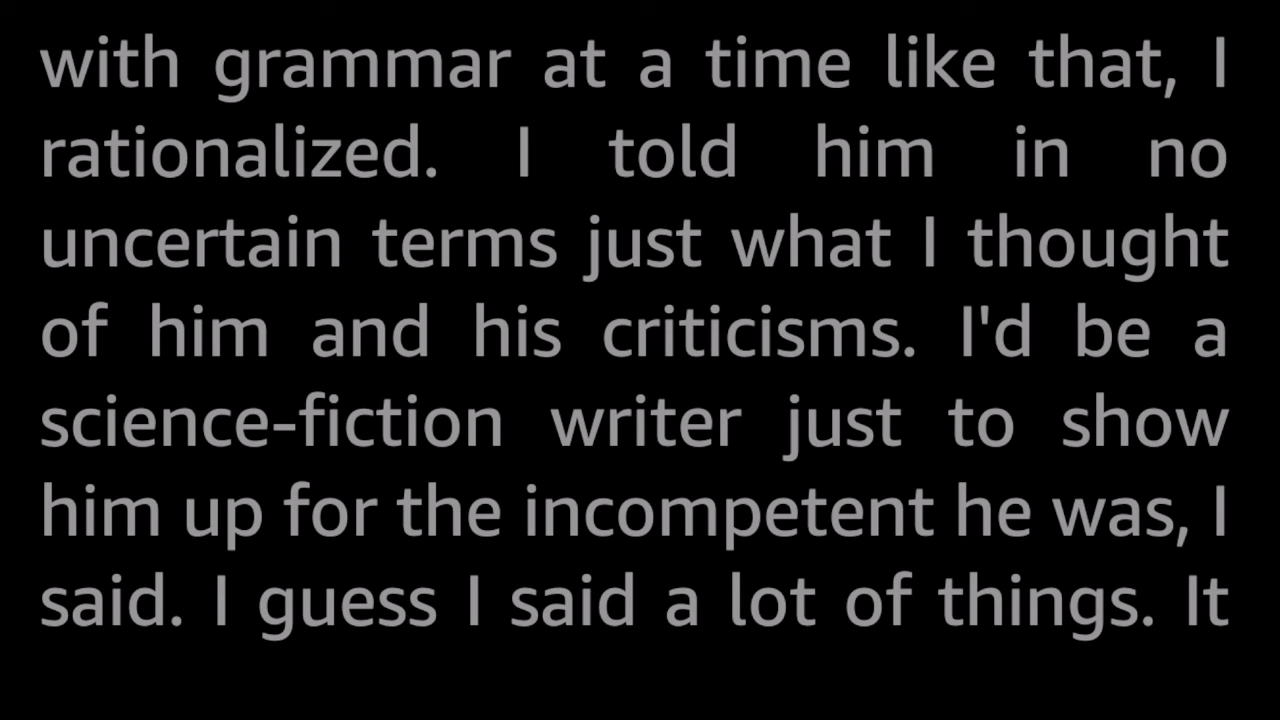 with grammar at a time like that, I
rationalized. I told him in no
uncertain terms just what I thought
of him and his criticisms. I'd be a
science-fiction writer just to show
him up for the incompetent he was, I
said. I guess I said a lot of things. It